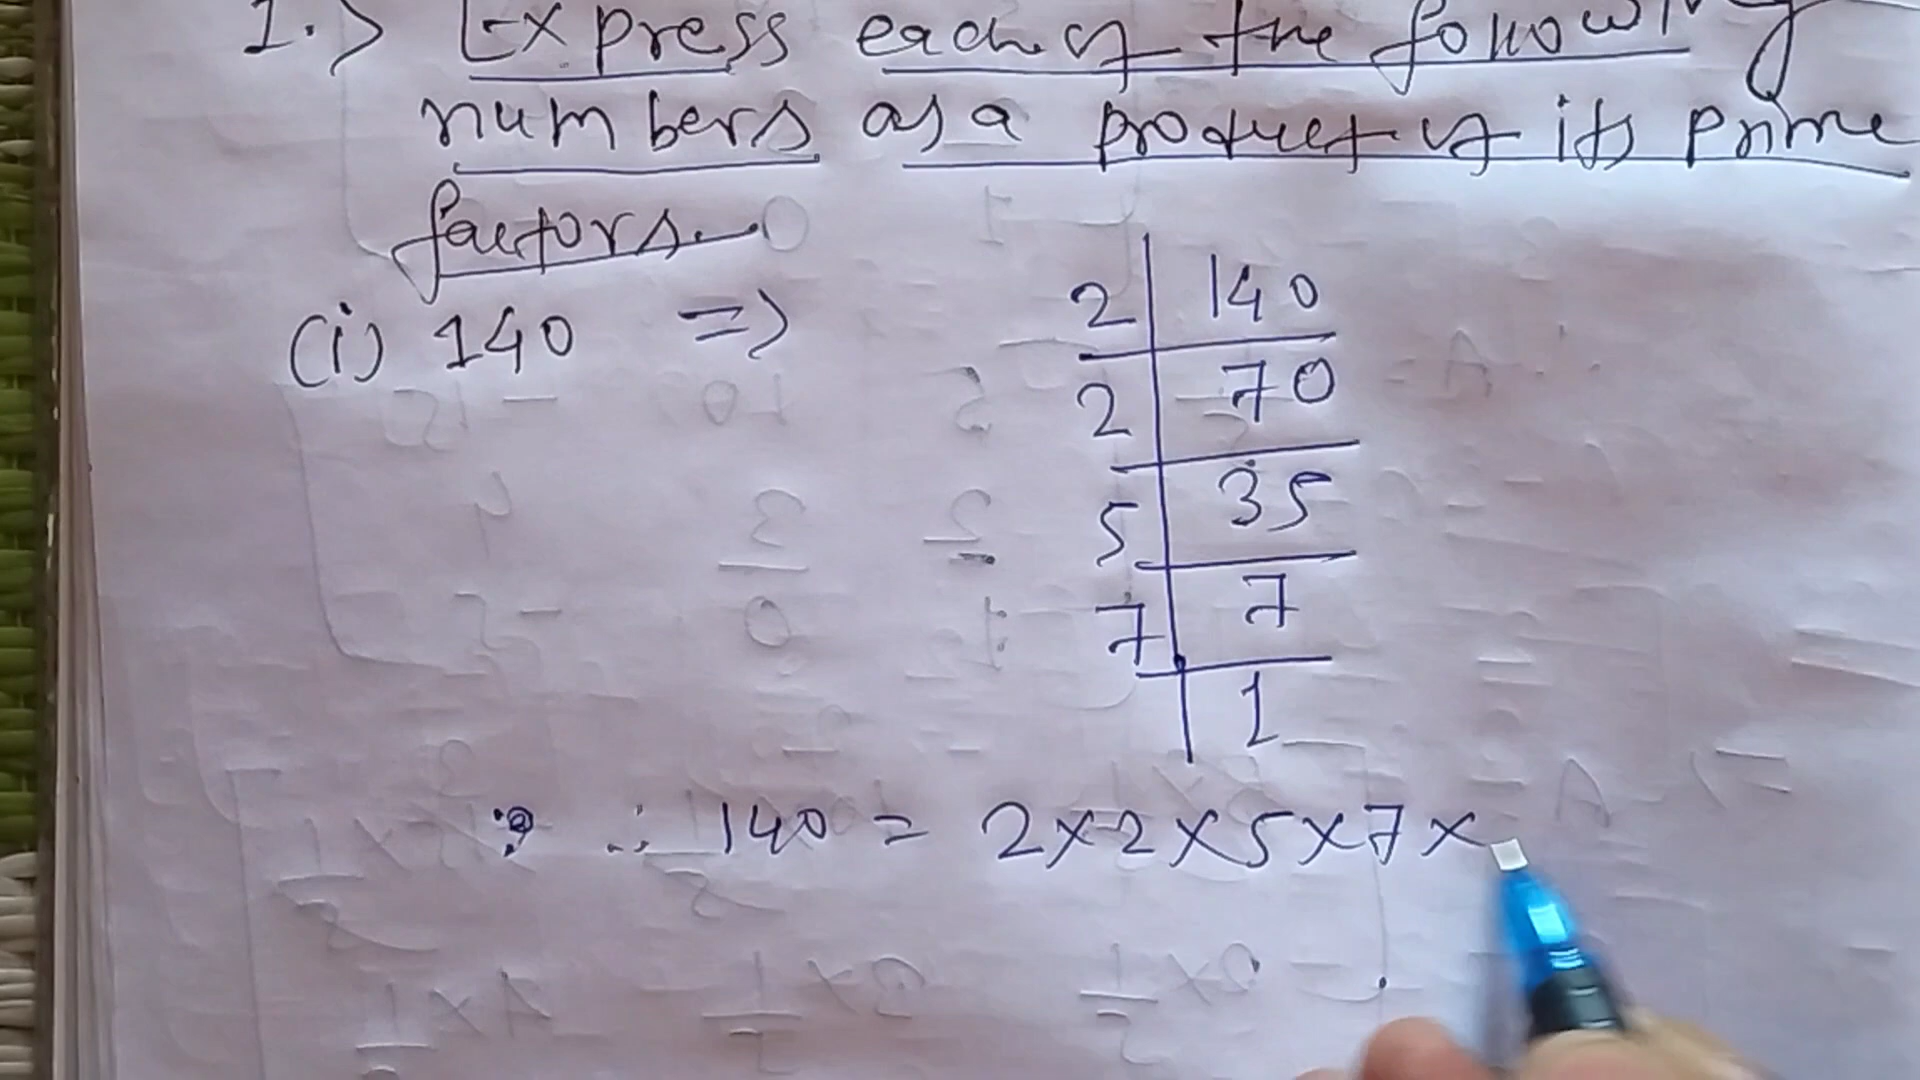 1.> Express each of the following
numbers as a product of its prime
factors.
(i) 140 =>
2 | 140
2 | 70
5 | 35
7 | 7
1
∴ 140 = 2×2×5×7×